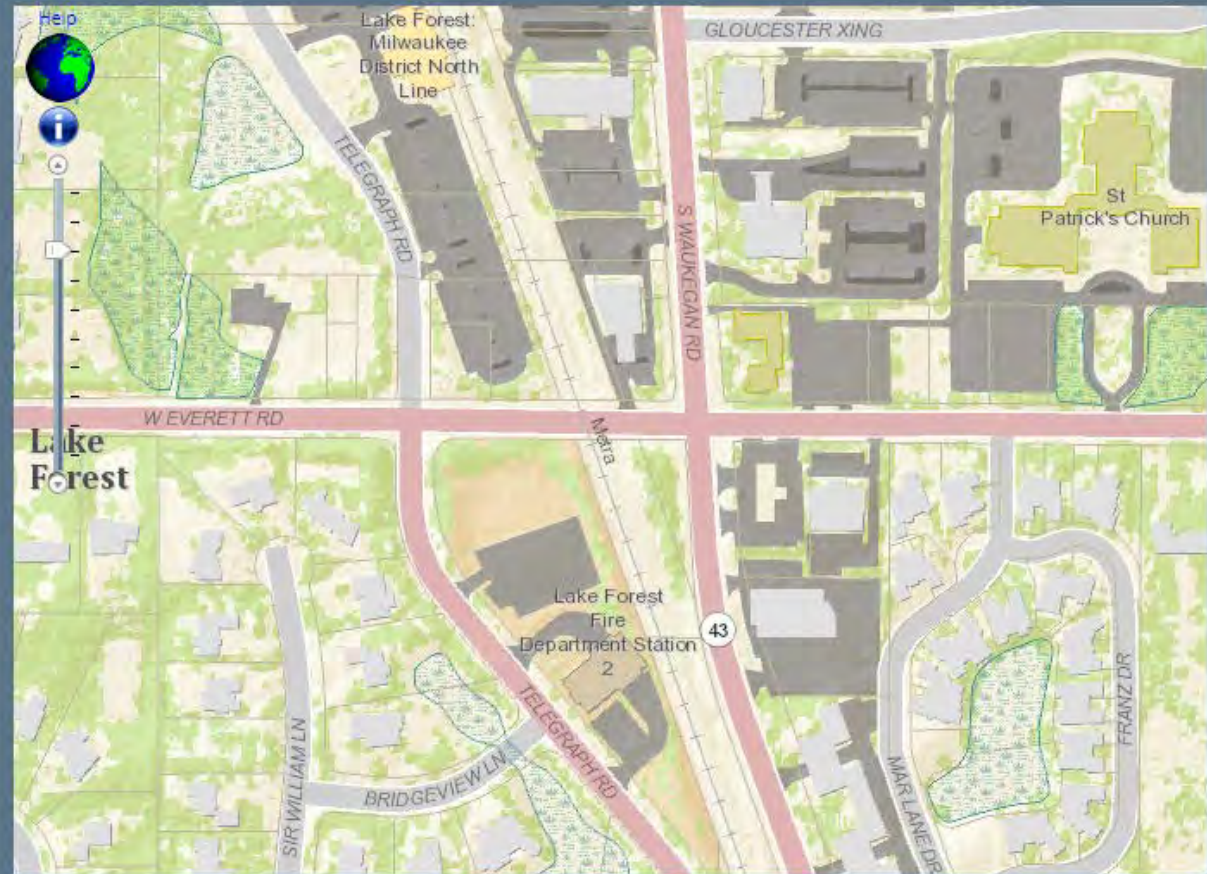 Help
Lake Forest:
Milwaukee
District North
Line
GLOUCESTER XING
TELEGRAPH RD
S WAUKEGAN RD
St
Patrick's Church
W EVERETT RD
Lake
Forest
Metra
Lake Forest
Fire
Department Station
2
43
TELEGRAPH RD
SIR WILLIAM LN
BRIDGEVIEW LN
MAR LANE DR
FRANZ DR